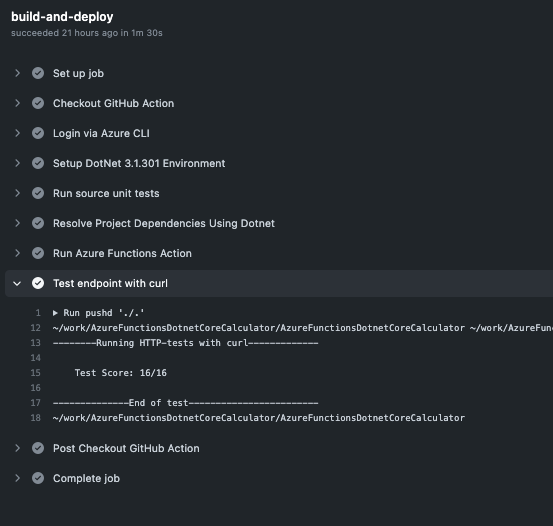 build-and-deploy
succeeded 21 hours ago in 1m 30s
Set up job
Checkout GitHub Action
Login via Azure CLI
Setup DotNet 3.1.301 Environment
Run source unit tests
Resolve Project Dependencies Using Dotnet
Run Azure Functions Action
Test endpoint with curl
1 ▶ Run pushd './.'
12 ~/work/AzureFunctionsDotnetCoreCalculator/AzureFunctionsDotnetCoreCalculator ~/work/AzureFun
13 --------Running HTTP-tests with curl-------------
14
15 Test Score: 16/16
16
17 --------------End of test------------------------
18 ~/work/AzureFunctionsDotnetCoreCalculator/AzureFunctionsDotnetCoreCalculator
Post Checkout GitHub Action
Complete job